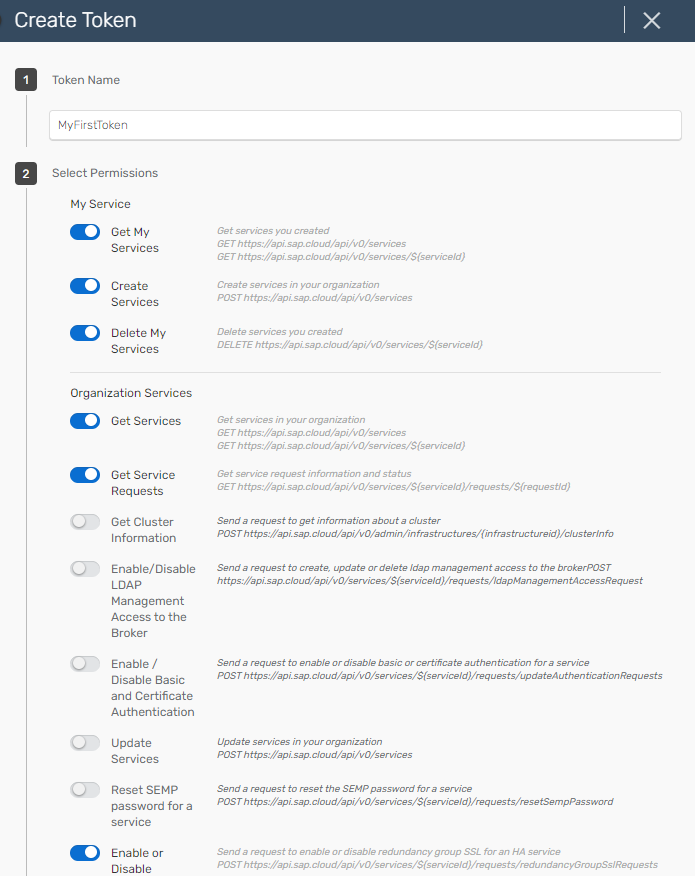 Create Token
1 Token Name
MyFirstToken
2 Select Permissions
My Service
Get My
Services
Get services you created
GET https://api.sap.cloud/api/v0/services
GET https://api.sap.cloud/api/v0/services/${serviceId}
Create
Services
Create services in your organization
POST https://api.sap.cloud/api/v0/services
Delete My
Services
Delete services you created
DELETE https://api.sap.cloud/api/v0/services/${serviceId}
Organization Services
Get Services
Get services in your organization
GET https://api.sap.cloud/api/v0/services
GET https://api.sap.cloud/api/v0/services/${serviceId}
Get Service
Requests
Get service request information and status
GET https://api.sap.cloud/api/v0/services/${serviceId}/requests/${requestId}
Get Cluster
Information
Send a request to get information about a cluster
POST https://api.sap.cloud/api/v0/admin/infrastructures/{infrastructureid}/clusterInfo
Enable/Disable
LDAP
Management
Access to the
Broker
Send a request to create, update or delete ldap management access to the brokerPOST
https://api.sap.cloud/api/v0/services/${serviceId}/requests/ldapManagementAccessRequest
Enable /
Disable Basic
and Certificate
Authentication
Send a request to enable or disable basic or certificate authentication for a service
POST https://api.sap.cloud/api/v0/services/${serviceId}/requests/updateAuthenticationRequests
Update
Services
Update services in your organization
POST https://api.sap.cloud/api/v0/services
Reset SEMP
password for a
service
Send a request to reset the SEMP password for a service
POST https://api.sap.cloud/api/v0/services/${serviceId}/requests/resetSempPassword
Enable or
Disable
Send a request to enable or disable redundancy group SSL for an HA service
POST https://api.sap.cloud/api/v0/services/${serviceId}/requests/redundancyGroupSslRequests